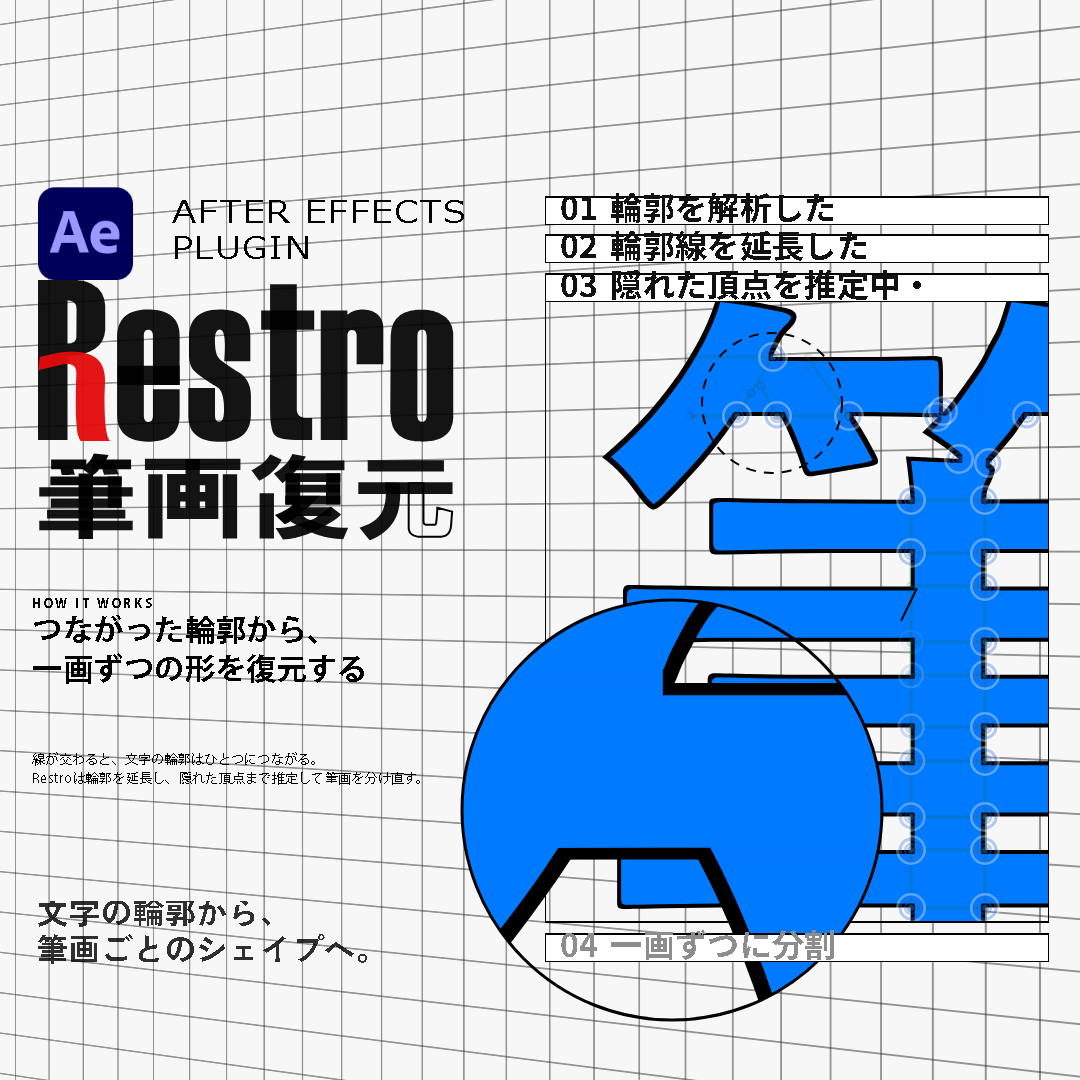 Ae
AFTER EFFECTS
PLUGIN
Restro
筆画復元
HOW IT WORKS
つながった輪郭から、
一画ずつの形を復元する
線が交わると、文字の輪郭はひとつにつながる。
Restroは輪郭を延長し、隠れた頂点まで推定して筆画を分け直す。
文字の輪郭から、
筆画ごとのシェイプへ。
01 輪郭を解析した
02 輪郭線を延長した
03 隠れた頂点を推定中・
04 一画ずつに分割